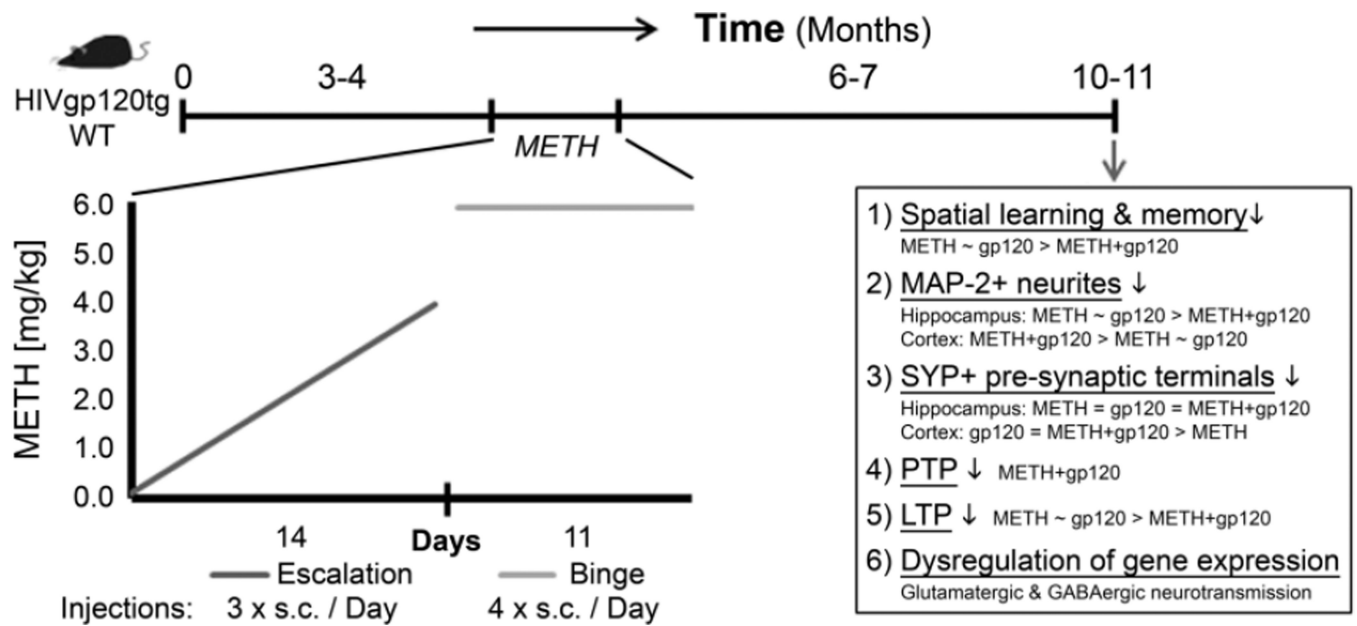 Time (Months)
0 3-4 6-7 10-11
HIVgp120tg
WT
METH
METH [mg/kg]
6.0
5.0
4.0
3.0
2.0
1.0
0.0
14 Days 11
Escalation Binge
Injections: 3 x s.c. / Day 4 x s.c. / Day
1) Spatial learning & memory↓
METH ~ gp120 > METH+gp120
2) MAP-2+ neurites ↓
Hippocampus: METH ~ gp120 > METH+gp120
Cortex: METH+gp120 > METH ~ gp120
3) SYP+ pre-synaptic terminals ↓
Hippocampus: METH = gp120 = METH+gp120
Cortex: gp120 = METH+gp120 > METH
4) PTP ↓ METH+gp120
5) LTP ↓ METH ~ gp120 > METH+gp120
6) Dysregulation of gene expression
Glutamatergic & GABAergic neurotransmission